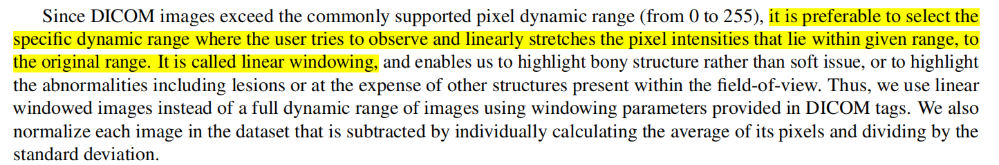 Since DICOM images exceed the commonly supported pixel dynamic range (from 0 to 255), it is preferable to select the
specific dynamic range where the user tries to observe and linearly stretches the pixel intensities that lie within given range, to
the original range. It is called linear windowing, and enables us to highlight bony structure rather than soft issue, or to highlight
the abnormalities including lesions or at the expense of other structures present within the field-of-view. Thus, we use linear
windowed images instead of a full dynamic range of images using windowing parameters provided in DICOM tags. We also
normalize each image in the dataset that is subtracted by individually calculating the average of its pixels and dividing by the
standard deviation.